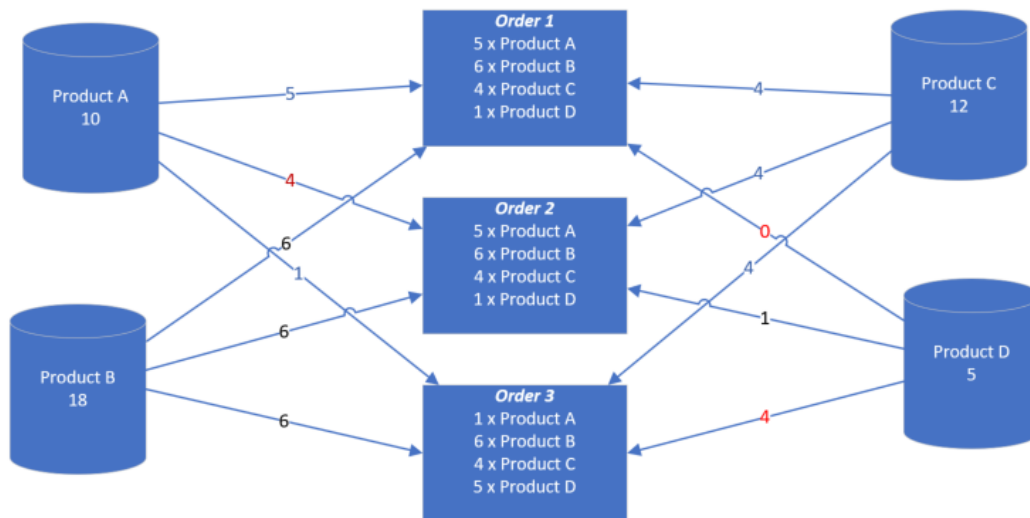 Order 1
5 x Product A
6 x Product B
4 x Product C
1 x Product D
Product A
10
Product C
12
5
4
4
4
Order 2
5 x Product A
6 x Product B
4 x Product C
1 x Product D
6
1
0
4
Product B
18
6
1
Product D
5
Order 3
1 x Product A
6 x Product B
4 x Product C
5 x Product D
6
4